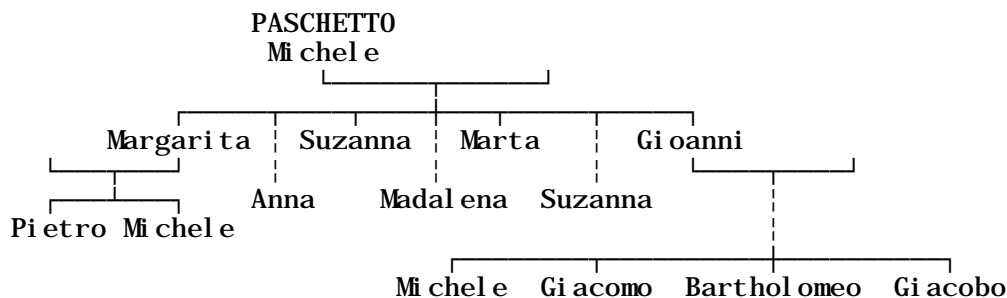 PASCHETTO
Michele
Margarita Suzanna Marta Gioanni
Anna Madalena Suzanna
Pietro Michele
Michele Giacomo Bartholomeo Giacobo